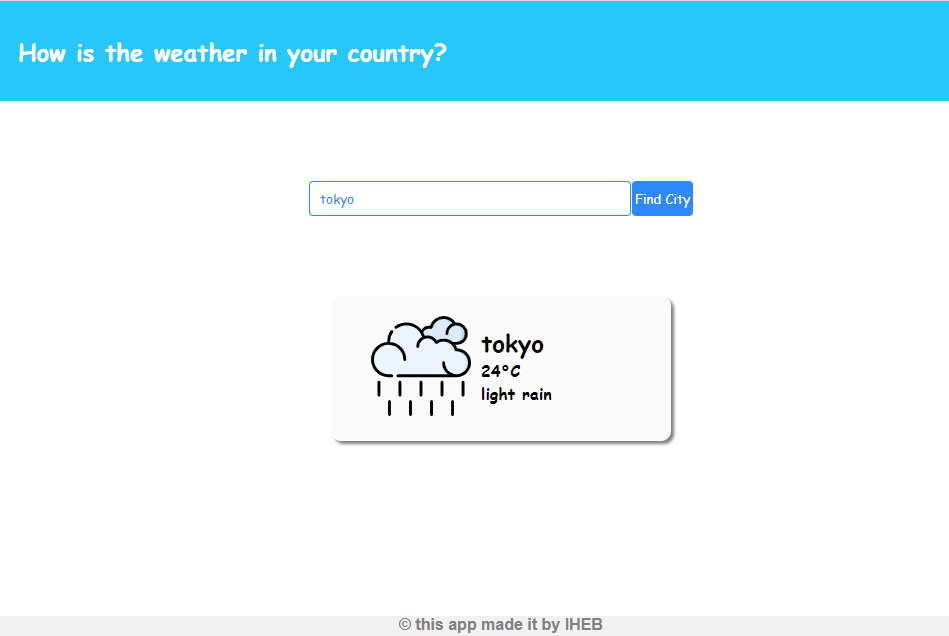 How is the weather in your country?
tokyo
Find City
tokyo
24°C
light rain
© this app made it by IHEB